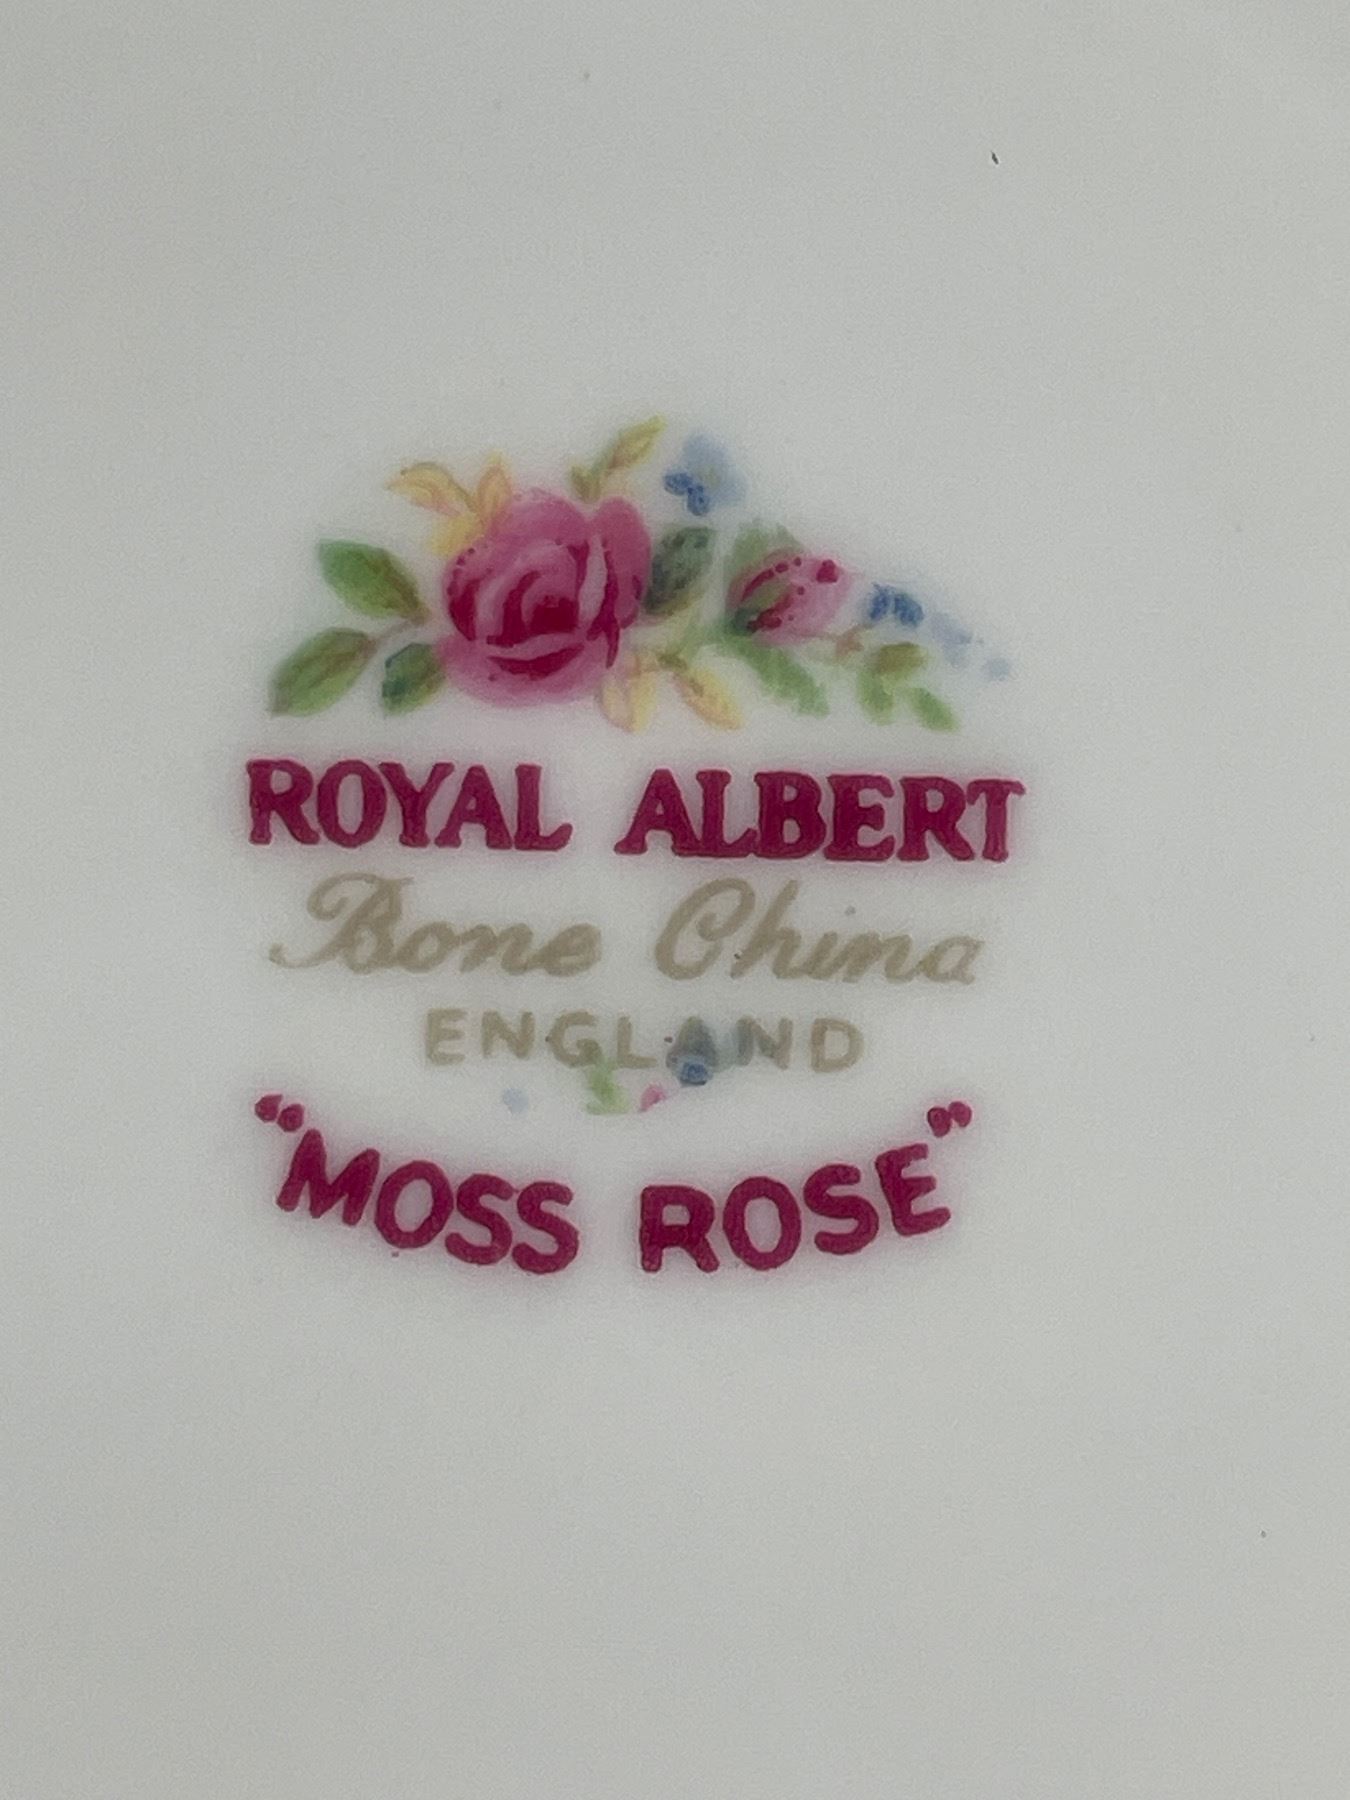 ROYAL ALBERT
Bone China
ENGLAND
"MOSS ROSE"